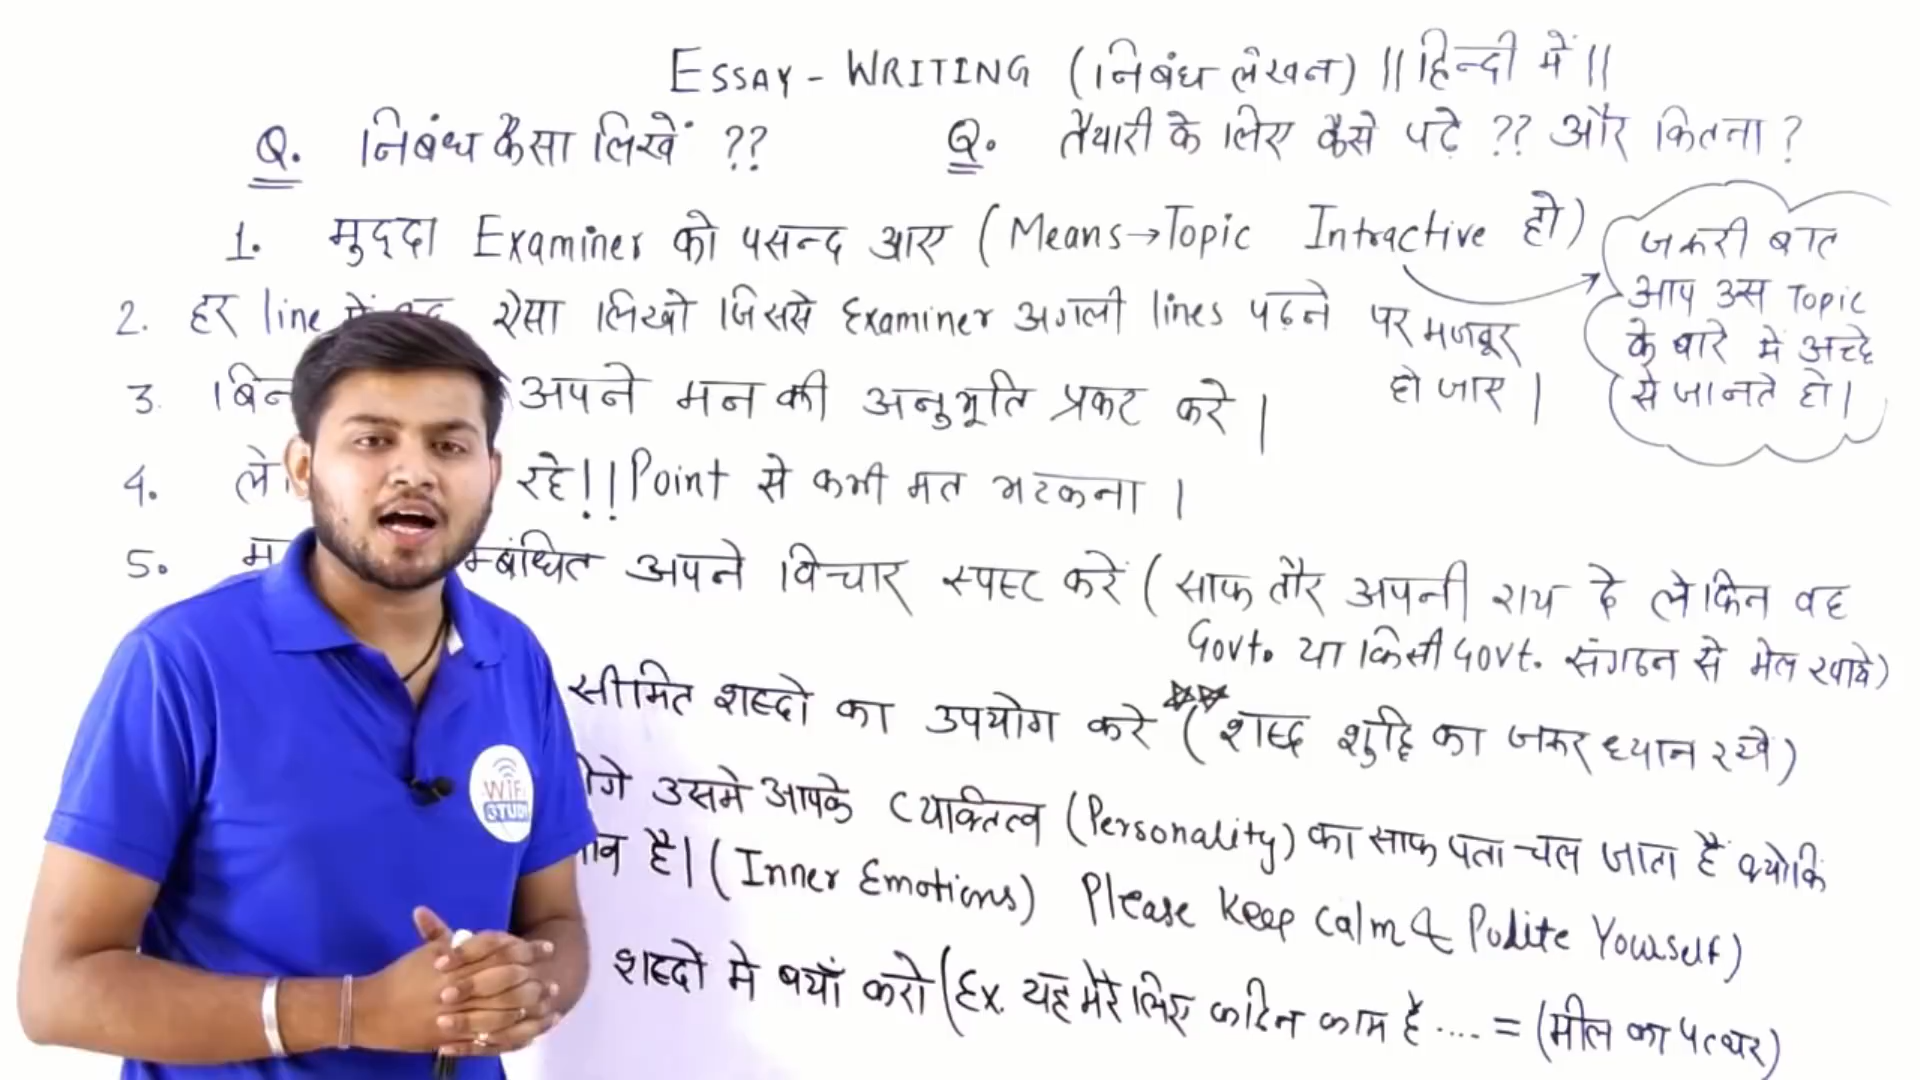 ESSAY - WRITING (निबंध लेखन) || हिन्दी में ||
Q. निबंध कैसा लिखें ?? Q. तैयारी के लिए कैसे पढे ?? और कितना ?
1. मुद्दा Examiner को पसन्द आए (Means→Topic Intractive हो)
जरूरी बात
आप उस Topic
के बारे में अच्छे
से जानते हो।
2. हर line में ऐसा लिखो जिससे Examiner अगली lines पढने पर मजबूर
हो जाए |
3. अपने मन की अनुभूति प्रकट करे |
4. रहे!! Point से कभी मत भटकना |
5. अपने विचार स्पस्ट करें ( साफ तौर अपनी राय दे लेकिन वह
Govt. या किसी Govt. संगठन से मेल खावे)
सीमित शब्दो का उपयोग करे (शब्द शुद्धि का जरूर ध्यान रखे)
उसमे आपके व्यक्तित्व (Personality) का साफ पता चल जाता है क्योकि
है। (Inner Emotions) Please Keep Calm & Polite Yourself)
शब्दो मे बयाँ करो (Ex. यह मेरे लिए कठिन काम है .... = (मील का पत्थर)
WiFi
STUDY